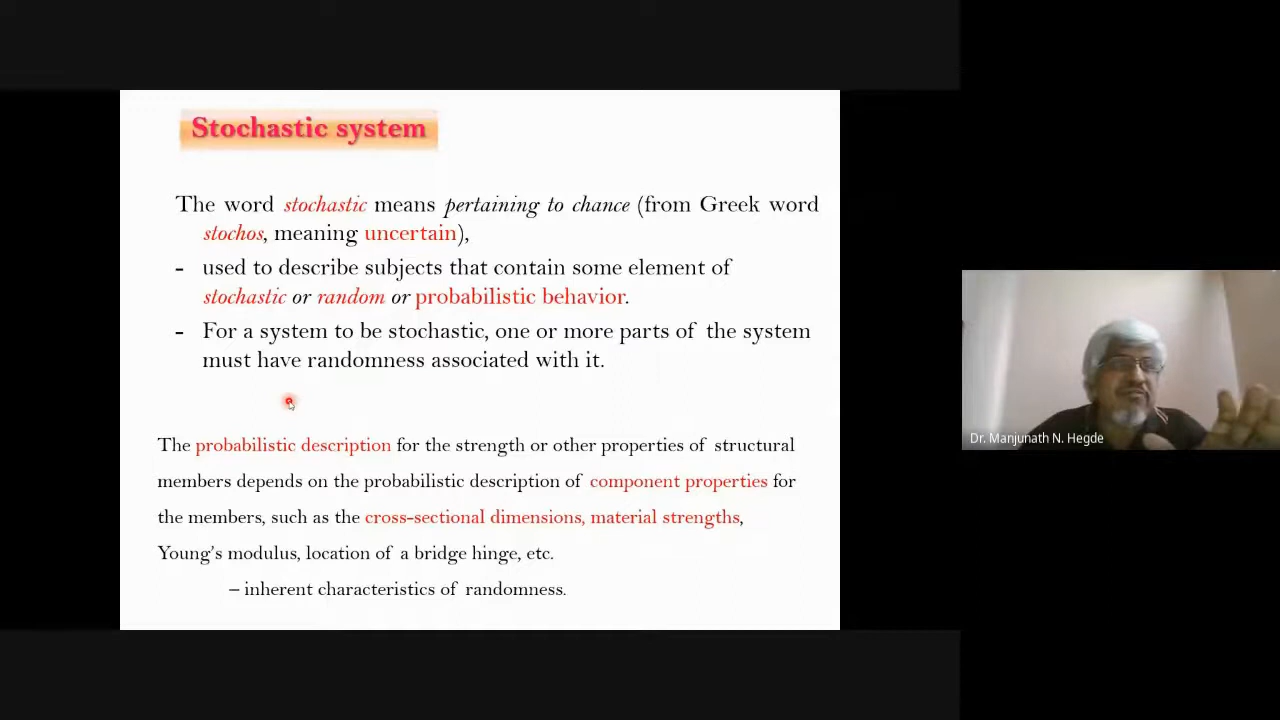 Stochastic system
The word stochastic means pertaining to chance (from Greek word
stochos, meaning uncertain),
- used to describe subjects that contain some element of
stochastic or random or probabilistic behavior.
- For a system to be stochastic, one or more parts of the system
must have randomness associated with it.
The probabilistic description for the strength or other properties of structural
members depends on the probabilistic description of component properties for
the members, such as the cross-sectional dimensions, material strengths,
Young's modulus, location of a bridge hinge, etc.
– inherent characteristics of randomness.
Dr. Manjunath N. Hegde